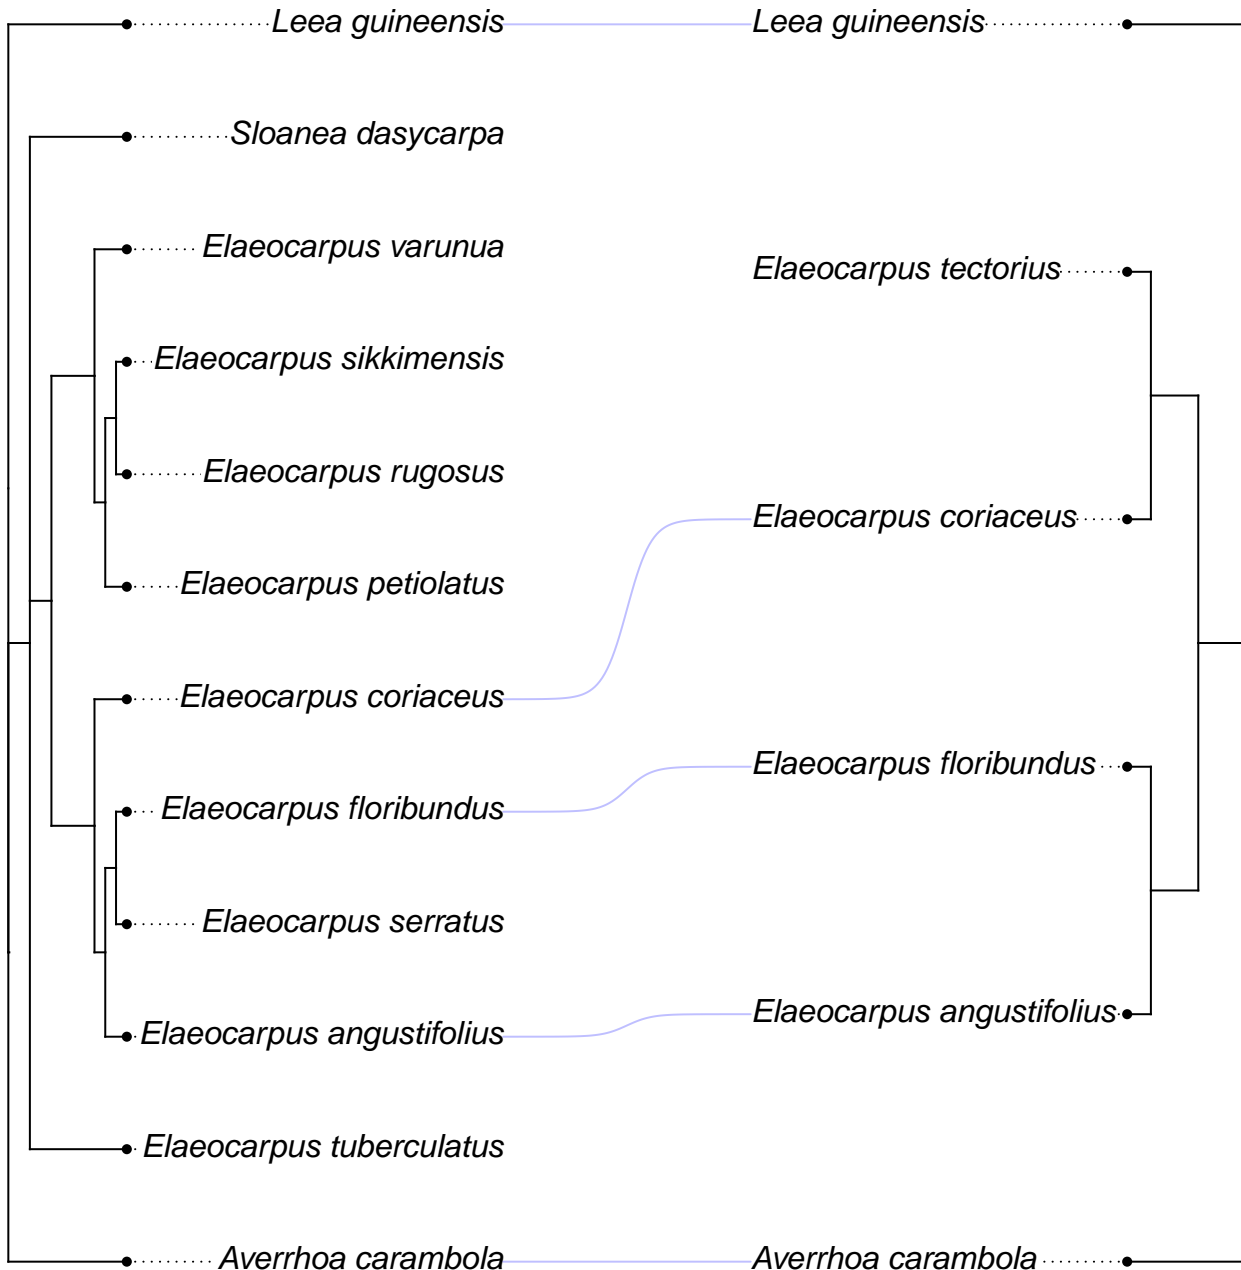 Leea guineensis
Sloanea dasycarpa
Elaeocarpus varunua
Elaeocarpus sikkimensis
Elaeocarpus rugosus
Elaeocarpus petiolatus
Elaeocarpus coriaceus
Elaeocarpus floribundus
Elaeocarpus serratus
Elaeocarpus angustifolius
Elaeocarpus tuberculatus
Averrhoa carambola
Leea guineensis
Elaeocarpus tectorius
Elaeocarpus coriaceus
Elaeocarpus floribundus
Elaeocarpus angustifolius
Averrhoa carambola